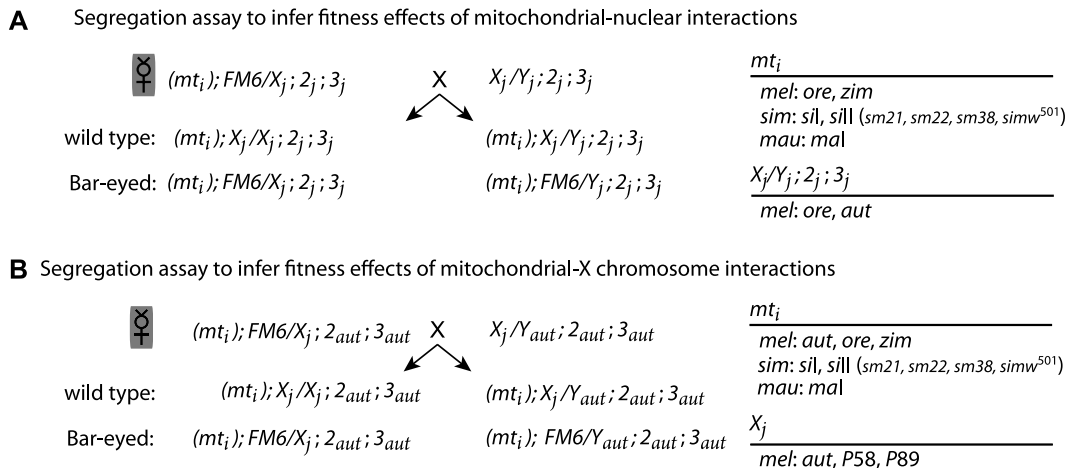 A Segregation assay to infer fitness effects of mitochondrial-nuclear interactions
☿ (mtᵢ); FM6/Xⱼ ; 2ⱼ ; 3ⱼ X Xⱼ/Yⱼ ; 2ⱼ ; 3ⱼ
wild type: (mtᵢ); Xⱼ/Xⱼ ; 2ⱼ ; 3ⱼ (mtᵢ); Xⱼ/Yⱼ ; 2ⱼ ; 3ⱼ
Bar-eyed: (mtᵢ); FM6/Xⱼ ; 2ⱼ ; 3ⱼ (mtᵢ); FM6/Yⱼ ; 2ⱼ ; 3ⱼ
mtᵢ
mel: ore, zim
sim: siI, siII (sm21, sm22, sm38, simw⁵⁰¹)
mau: maI
Xⱼ/Yⱼ ; 2ⱼ ; 3ⱼ
mel: ore, aut
B Segregation assay to infer fitness effects of mitochondrial-X chromosome interactions
☿ (mtᵢ); FM6/Xⱼ ; 2aut ; 3aut X Xⱼ/Yaut ; 2aut ; 3aut
wild type: (mtᵢ); Xⱼ/Xⱼ ; 2aut ; 3aut (mtᵢ); Xⱼ/Yaut ; 2aut ; 3aut
Bar-eyed: (mtᵢ); FM6/Xⱼ ; 2aut ; 3aut (mtᵢ); FM6/Yaut ; 2aut ; 3aut
mtᵢ
mel: aut, ore, zim
sim: siI, siII (sm21, sm22, sm38, simw⁵⁰¹)
mau: maI
Xⱼ
mel: aut, P58, P89